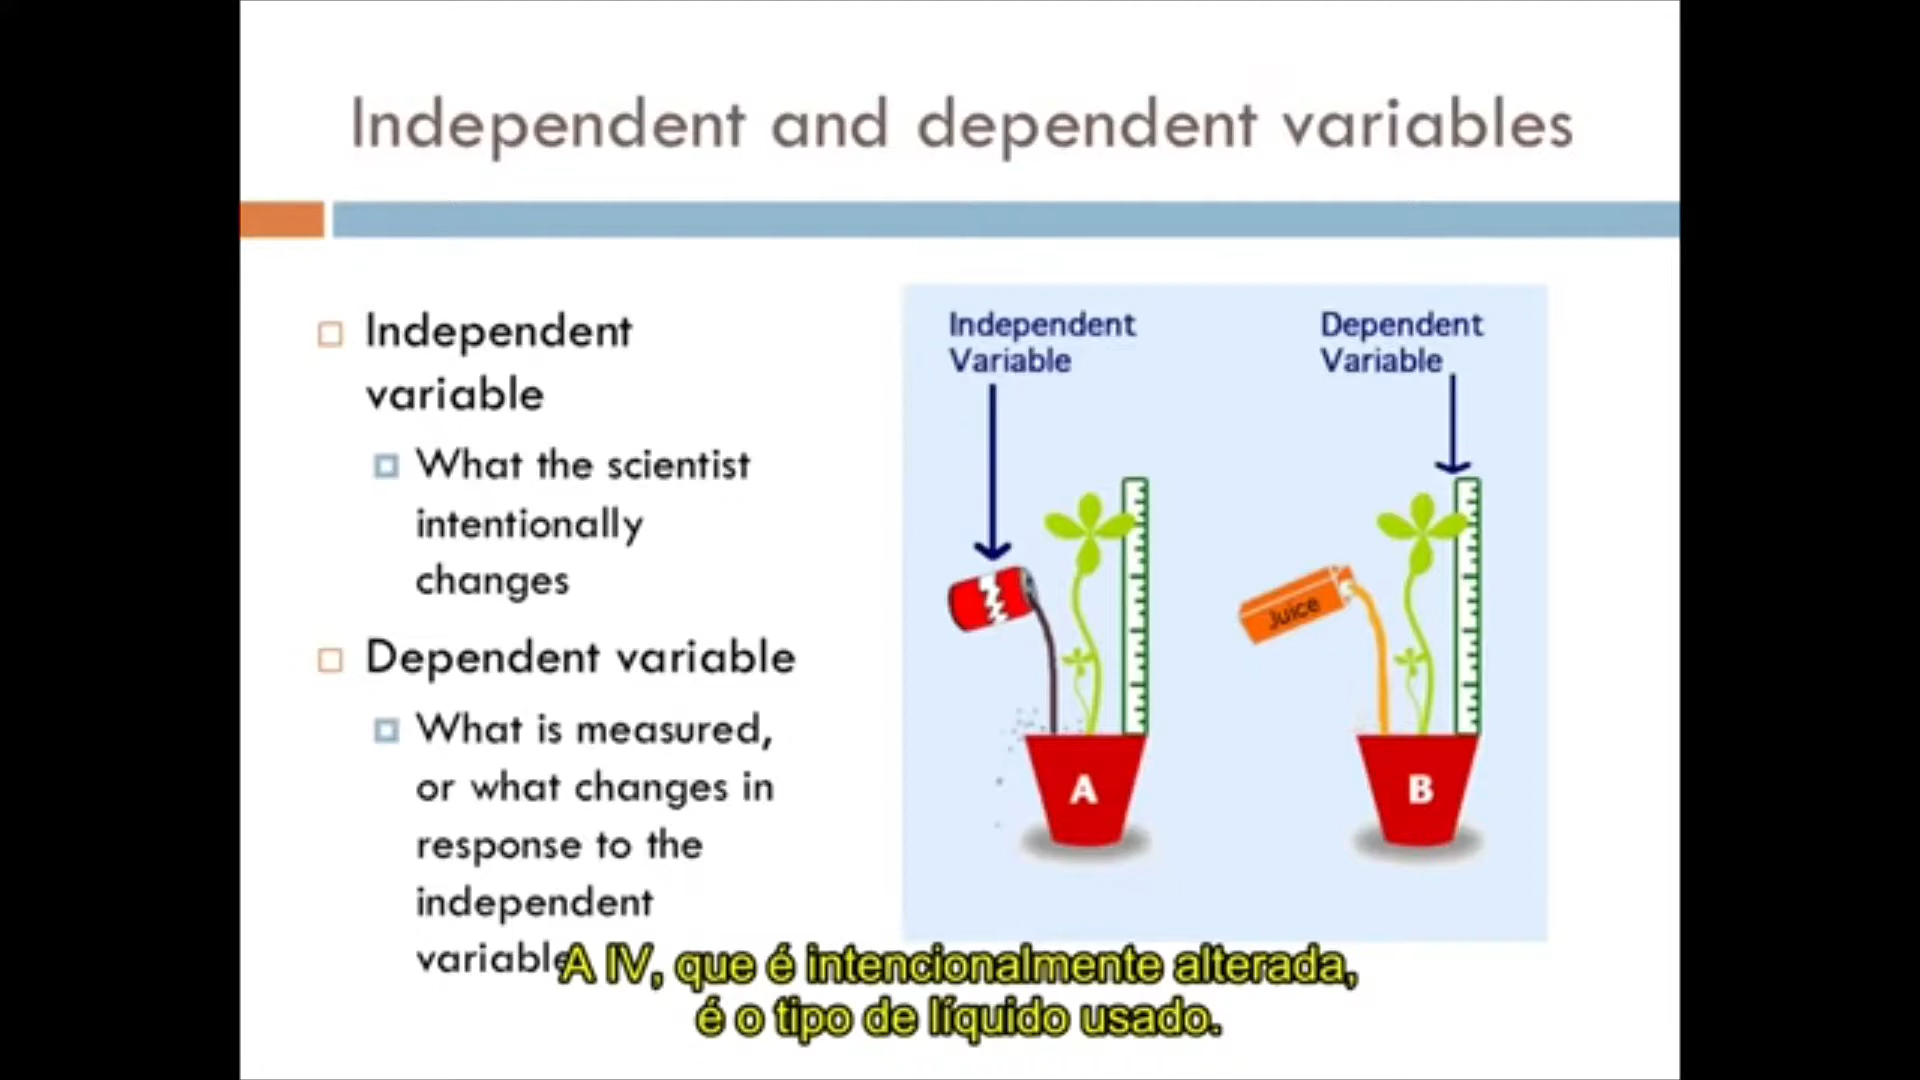 Independent and dependent variables
Independent
variable
What the scientist
intentionally
changes
Dependent variable
What is measured,
or what changes in
response to the
independent
variable
Independent
Variable
Dependent
Variable
Juice
A
B
A IV, que é intencionalmente alterada,
é o tipo de líquido usado.